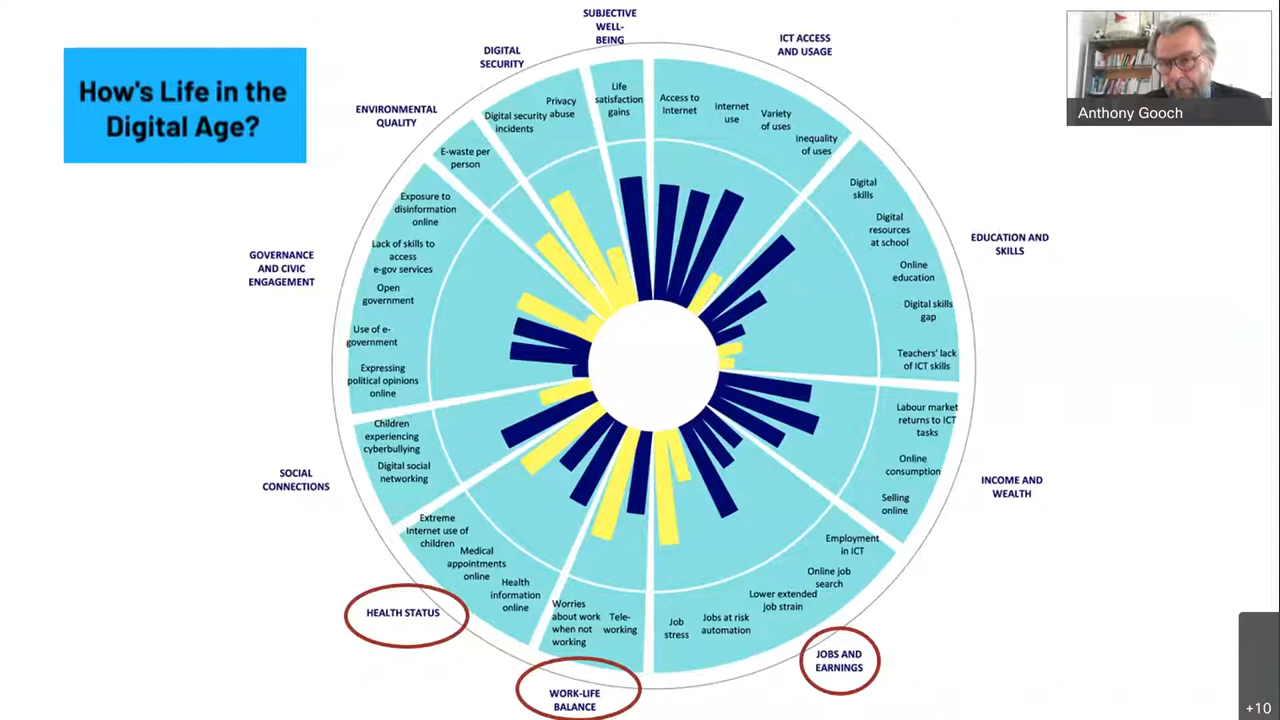 How's Life in the
Digital Age?
SUBJECTIVE
WELL-
BEING
ICT ACCESS
AND USAGE
DIGITAL
SECURITY
ENVIRONMENTAL
QUALITY
GOVERNANCE
AND CIVIC
ENGAGEMENT
SOCIAL
CONNECTIONS
HEALTH STATUS
WORK-LIFE
BALANCE
JOBS AND
EARNINGS
INCOME AND
WEALTH
EDUCATION AND
SKILLS
Life
satisfaction
gains
Access to
Internet
Internet
use
Variety
of uses
Inequality
of uses
Digital
skills
Digital
resources
at school
Online
education
Digital skills
gap
Teachers' lack
of ICT skills
Labour market
returns to ICT
tasks
Online
consumption
Selling
online
Employment
in ICT
Online job
search
Lower extended
job strain
Jobs at risk
automation
Job
stress
Tele-
working
Worries
about work
when not
working
Health
information
online
Medical
appointments
online
Extreme
Internet use of
children
Digital social
networking
Children
experiencing
cyberbullying
Expressing
political opinions
online
Use of e-
government
Open
government
Lack of skills to
access
e-gov services
Exposure to
disinformation
online
E-waste per
person
Digital security
incidents
Privacy
abuse
Anthony Gooch
+10